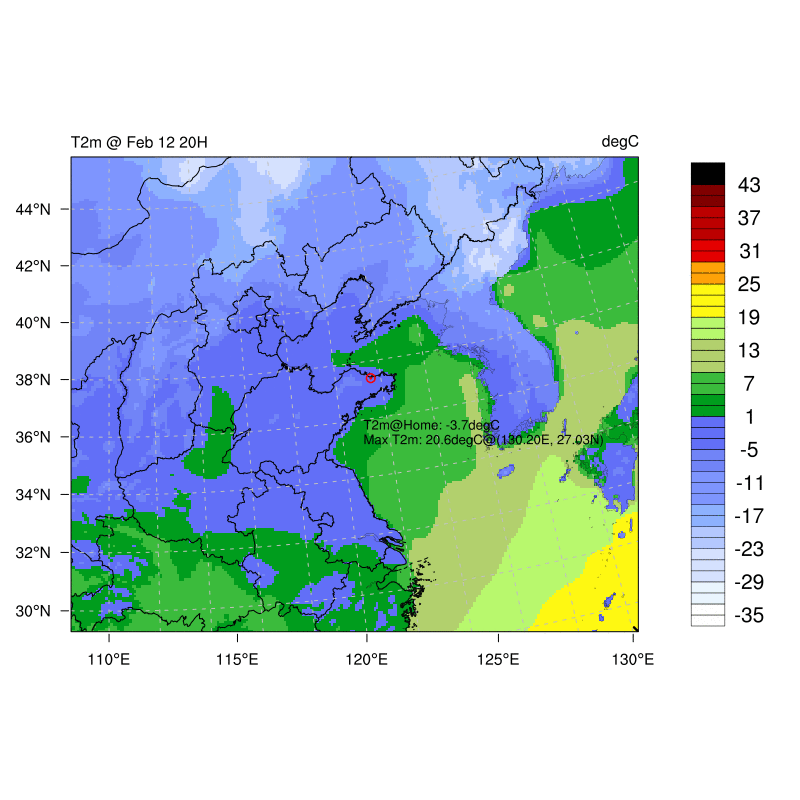 T2m @ Feb 12 20H
degC
44°N
42°N
40°N
38°N
36°N
34°N
32°N
30°N
110°E
115°E
120°E
125°E
130°E
T2m@Home: -3.7degC
Max T2m: 20.6degC@(130.20E, 27.03N)
43
37
31
25
19
13
7
1
-5
-11
-17
-23
-29
-35